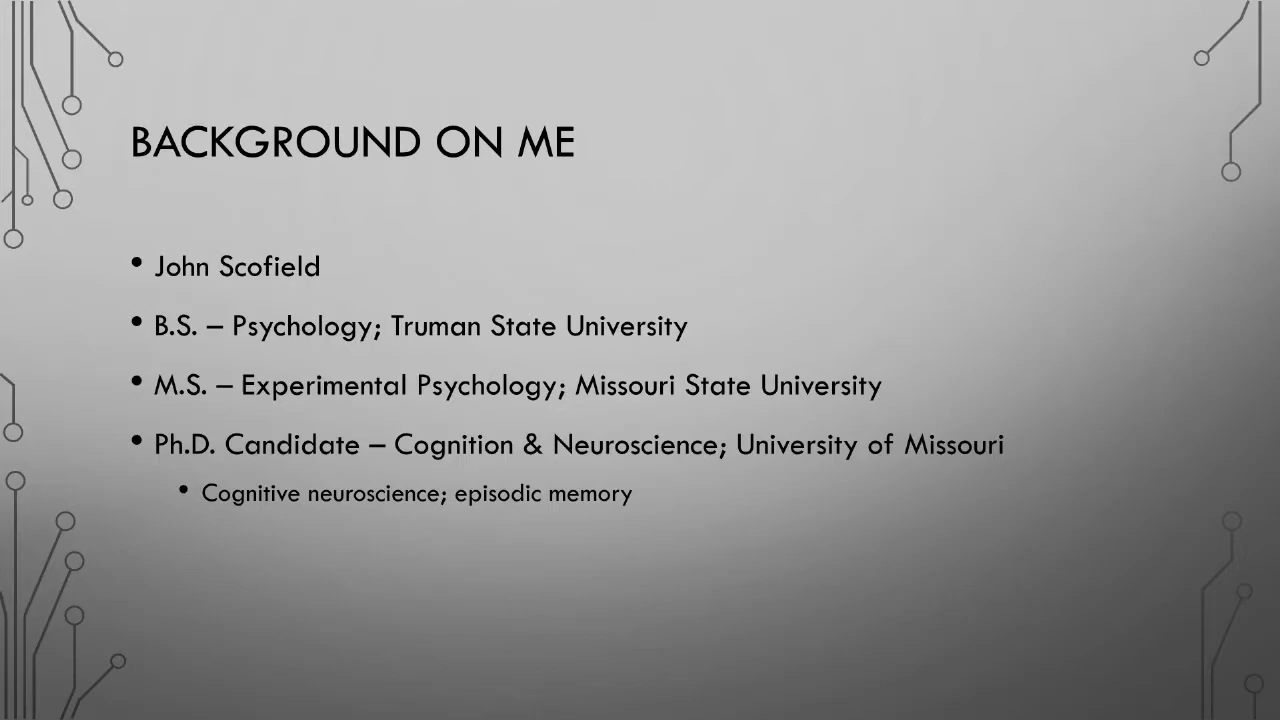 BACKGROUND ON ME
• John Scofield
• B.S. – Psychology; Truman State University
• M.S. – Experimental Psychology; Missouri State University
• Ph.D. Candidate – Cognition & Neuroscience; University of Missouri
• Cognitive neuroscience; episodic memory